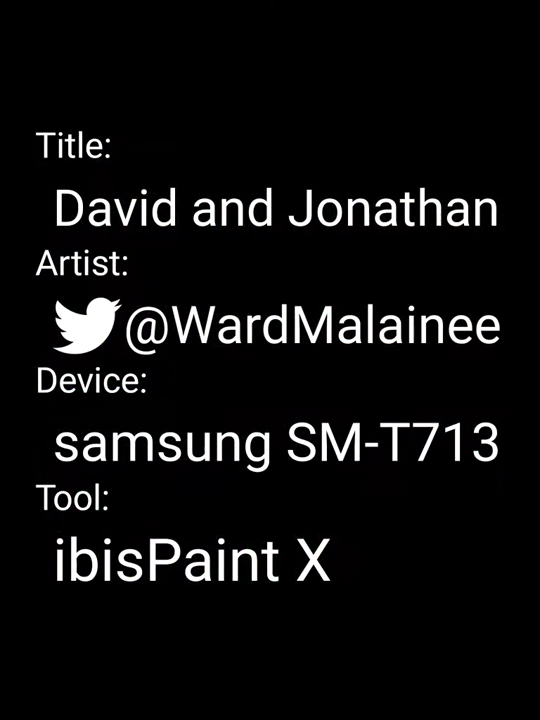 Title:
David and Jonathan
Artist:
@WardMalainee
Device:
samsung SM-T713
Tool:
ibisPaint X